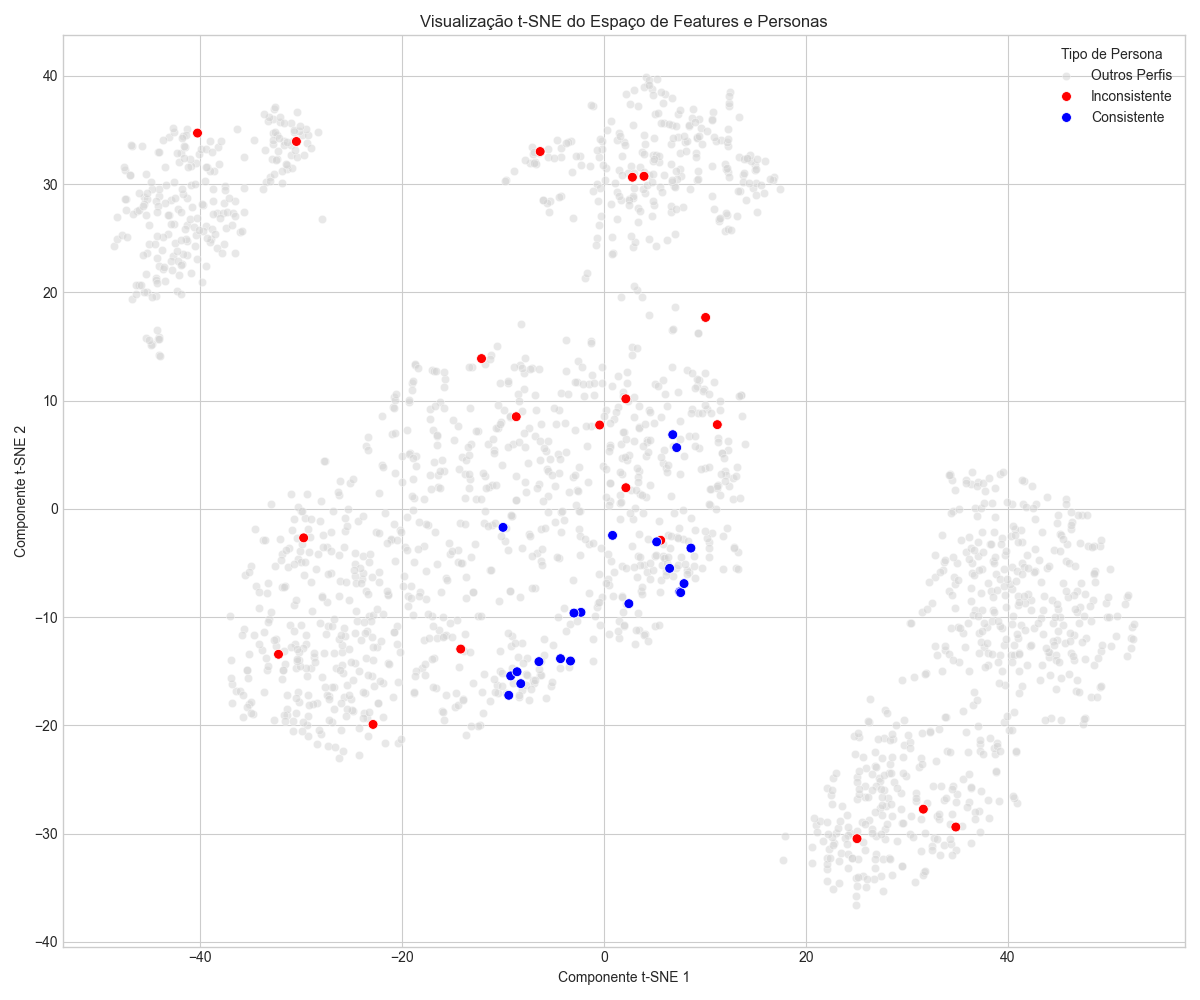 Visualização t-SNE do Espaço de Features e Personas
Tipo de Persona
Outros Perfis
Inconsistente
Consistente
40
30
20
10
0
−10
−20
−30
−40
Componente t-SNE 2
−40 −20 0 20 40
Componente t-SNE 1